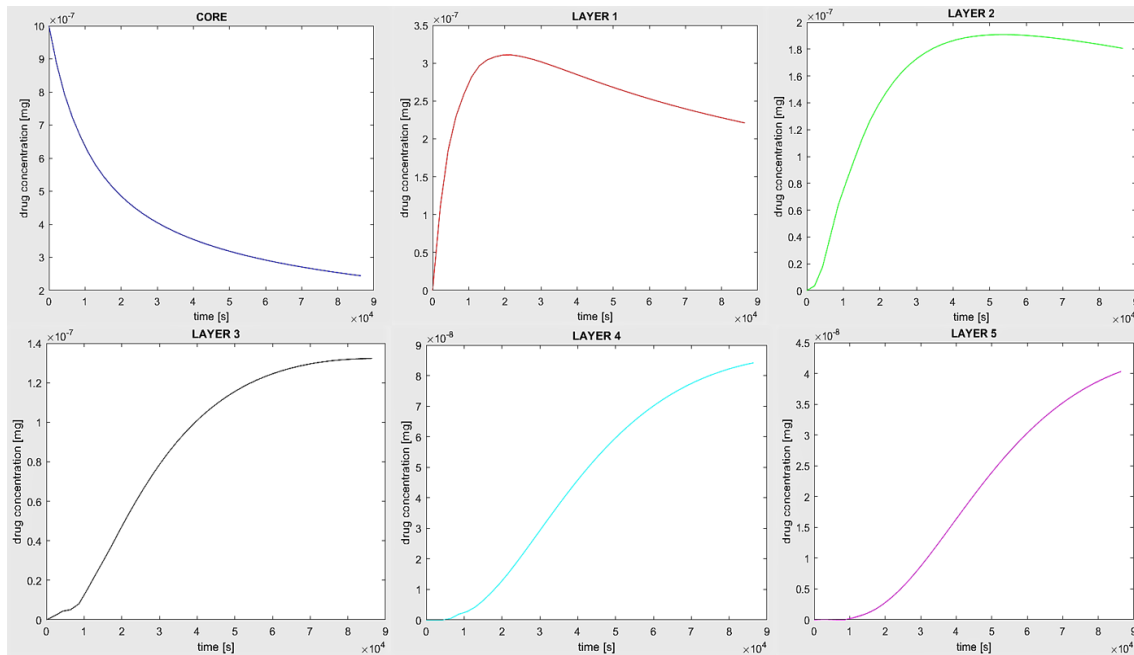 CORE
×10⁻⁷
drug concentration [mg]
10
9
8
7
6
5
4
3
2
0 1 2 3 4 5 6 7 8 9
time [s]
×10⁴
LAYER 1
×10⁻⁷
drug concentration [mg]
3.5
3
2.5
2
1.5
1
0.5
0
0 1 2 3 4 5 6 7 8 9
time [s]
×10⁴
LAYER 2
×10⁻⁷
drug concentration [mg]
2
1.8
1.6
1.4
1.2
1
0.8
0.6
0.4
0.2
0
0 1 2 3 4 5 6 7 8 9
time [s]
×10⁴
LAYER 3
×10⁻⁷
drug concentration [mg]
1.4
1.2
1
0.8
0.6
0.4
0.2
0
0 1 2 3 4 5 6 7 8 9
time [s]
×10⁴
LAYER 4
×10⁻⁸
drug concentration [mg]
9
8
7
6
5
4
3
2
1
0
0 1 2 3 4 5 6 7 8 9
time [s]
×10⁴
LAYER 5
×10⁻⁸
drug concentration [mg]
4.5
4
3.5
3
2.5
2
1.5
1
0.5
0
0 1 2 3 4 5 6 7 8 9
time [s]
×10⁴